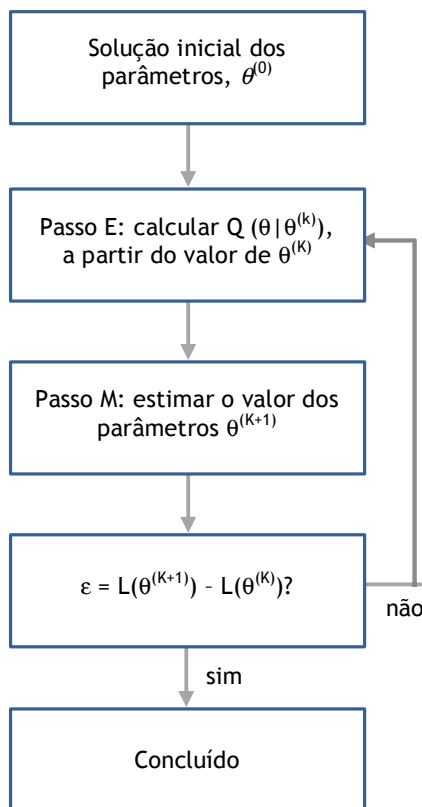 Solução inicial dos
parâmetros, θ⁽⁰⁾
Passo E: calcular Q (θ|θ⁽ᵏ⁾),
a partir do valor de θ⁽ᴷ⁾
Passo M: estimar o valor dos
parâmetros θ⁽ᴷ⁺¹⁾
ε = L(θ⁽ᴷ⁺¹⁾) - L(θ⁽ᴷ⁾)?
não
sim
Concluído